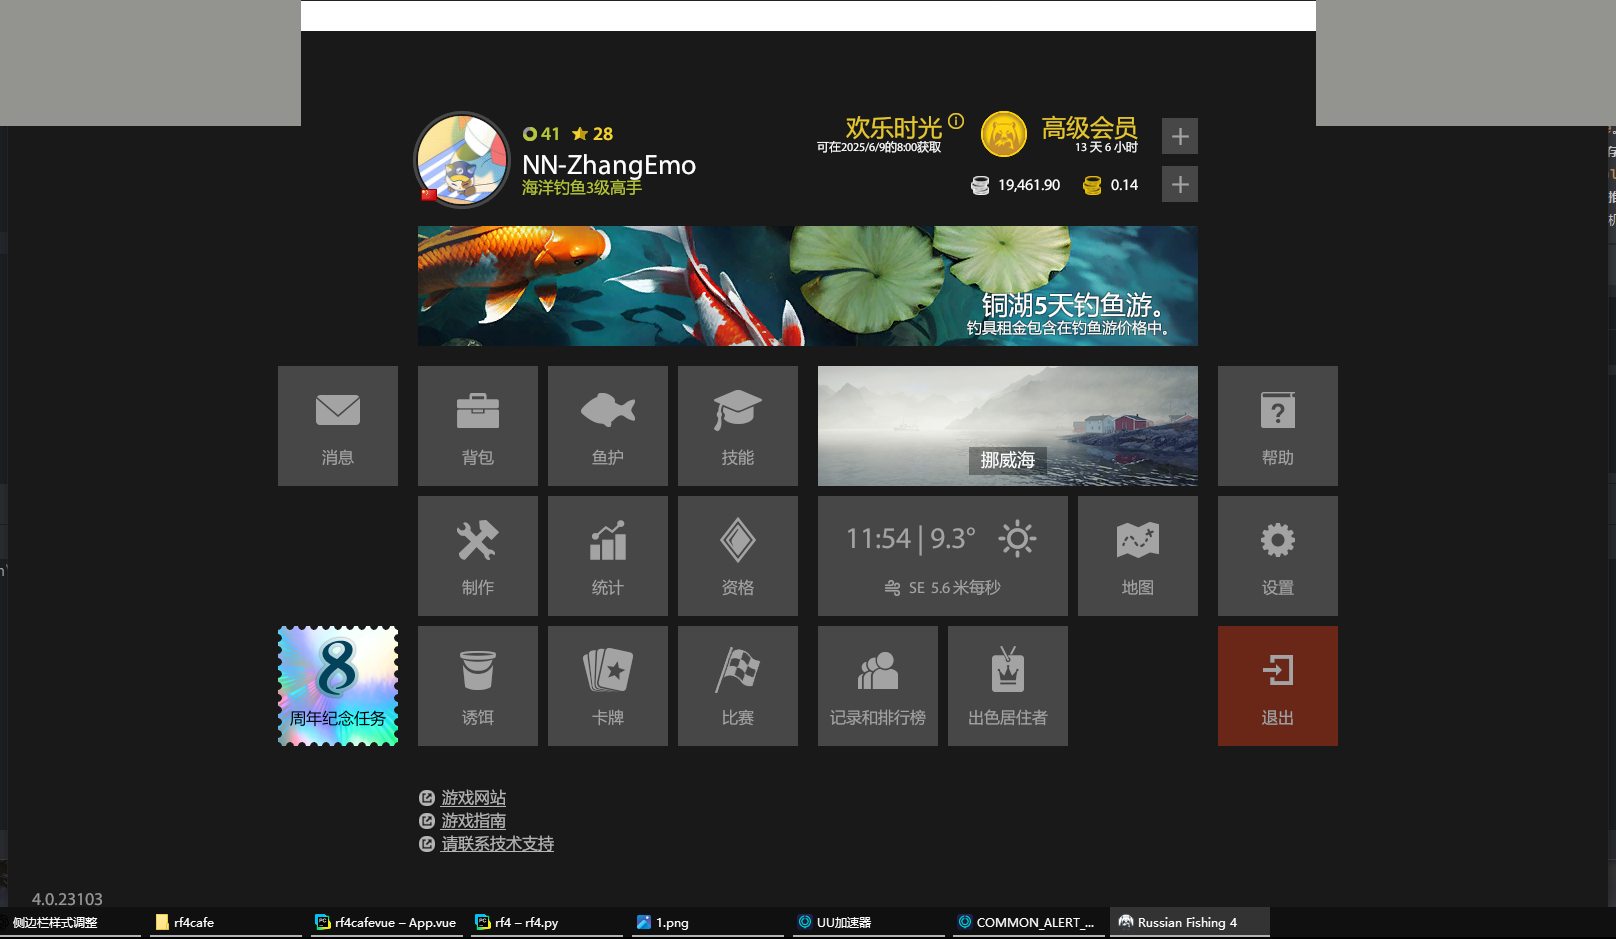 41 28
NN-ZhangEmo
海洋钓鱼3级高手
欢乐时光
可在2025/6/9的8:00获取
高级会员
13 天 6 小时
19,461.90 0.14
铜湖5天钓鱼游。
钓具租金包含在钓鱼游价格中。
消息
背包
鱼护
技能
挪威海
帮助
制作
统计
资格
11:54 | 9.3°
SE 5.6 米每秒
地图
设置
8
周年纪念任务
诱饵
卡牌
比赛
记录和排行榜
出色居住者
退出
游戏网站
游戏指南
请联系技术支持
4.0.23103
侧边栏样式调整
rf4cafe
rf4cafevue – App.vue
rf4 – rf4.py
1.png
UU加速器
COMMON_ALERT_...
Russian Fishing 4